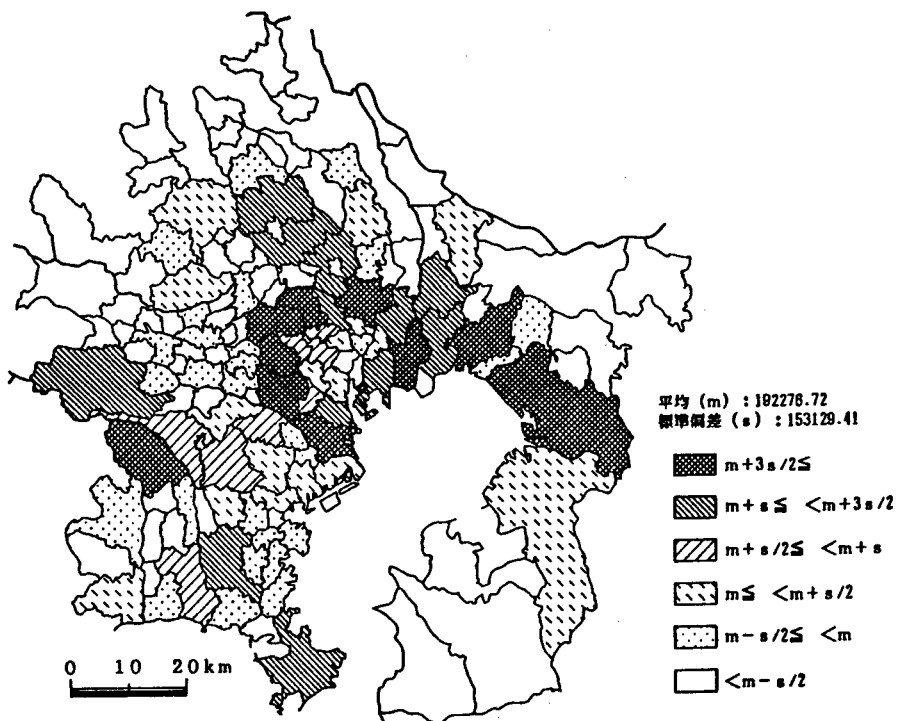 平均 (m) : 192276.72
標準偏差 (s) : 153129.41
m+3s/2≦
m+s≦ <m+3s/2
m+s/2≦ <m+s
m≦ <m+s/2
m-s/2≦ <m
<m-s/2
0 10 20km